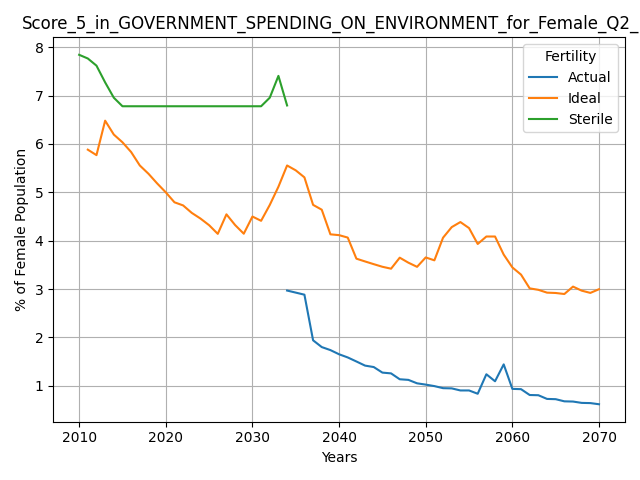 Score_5_in_GOVERNMENT_SPENDING_ON_ENVIRONMENT_for_Female_Q2_
Fertility
Actual
Ideal
Sterile
% of Female Population
8
7
6
5
4
3
2
1
2010 2020 2030 2040 2050 2060 2070
Years